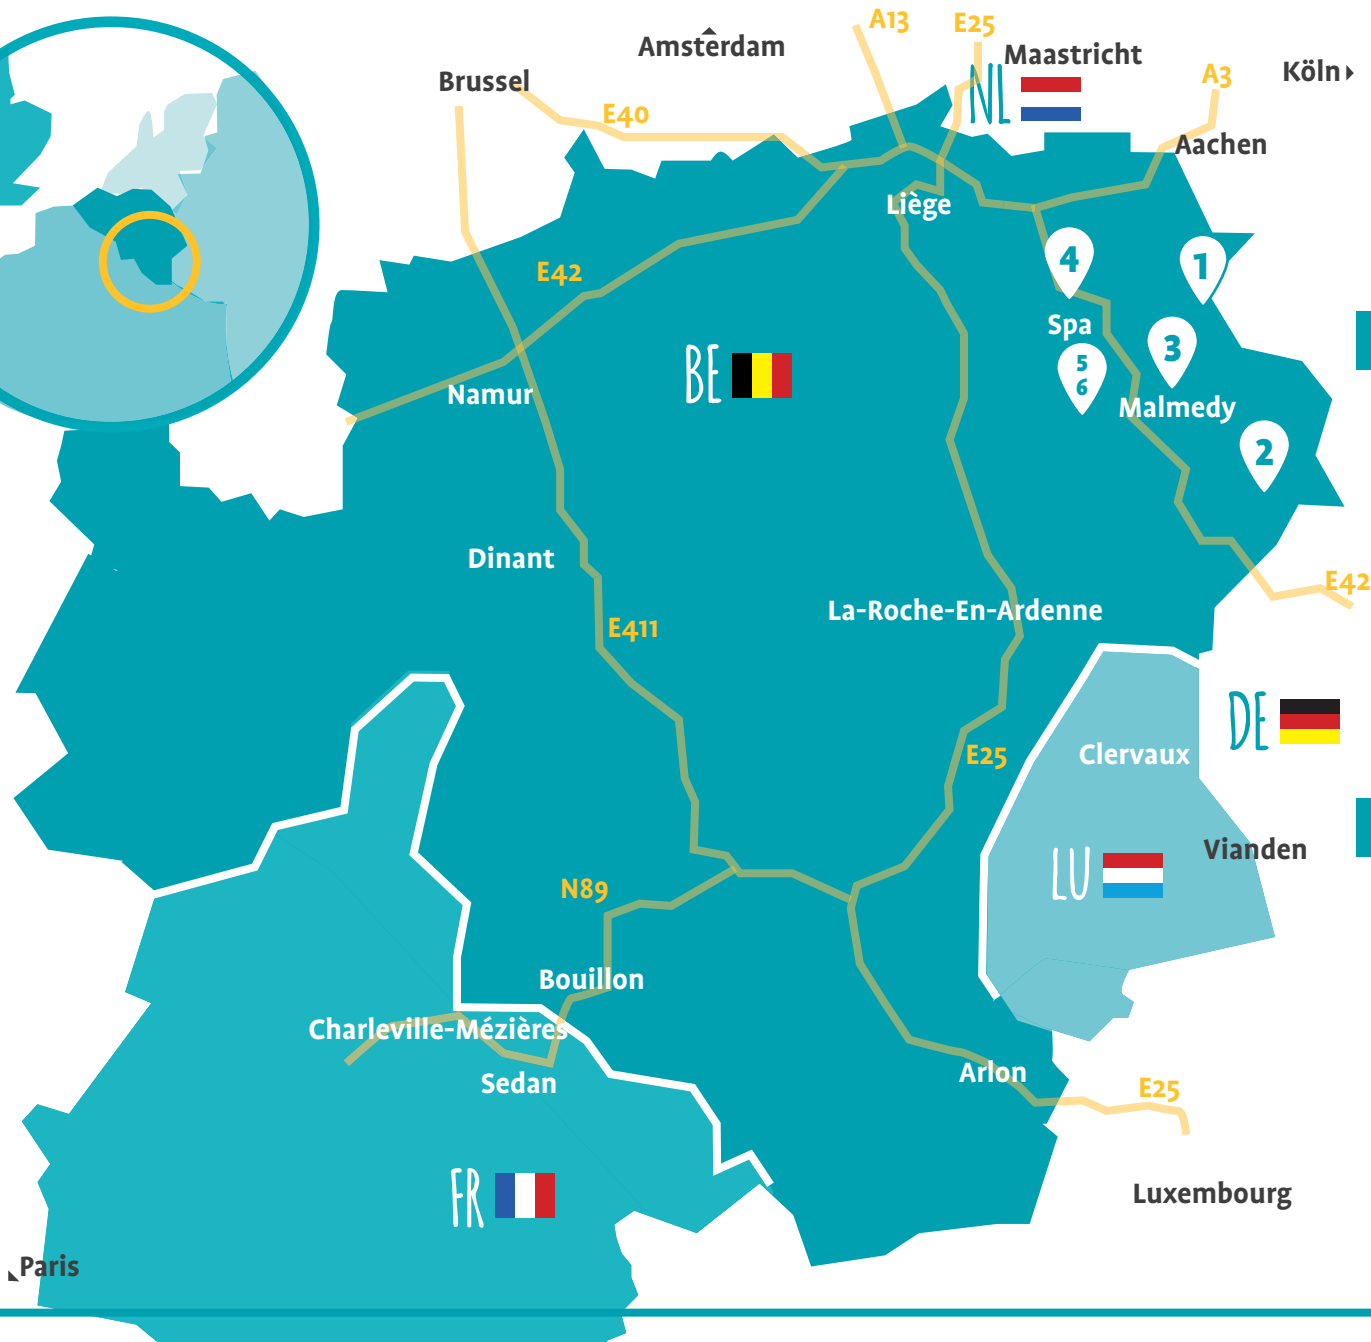 A13
E25
Amsterdam
Maastricht
Köln
Brussel
NL
A3
E40
Aachen
Liège
4
1
E42
Spa
3
BE
5
6
Namur
Malmedy
2
Dinant
E42
La-Roche-En-Ardenne
E411
DE
E25
Clervaux
Vianden
LU
N89
Bouillon
Charleville-Mézières
Arlon
Sedan
E25
FR
Luxembourg
Paris